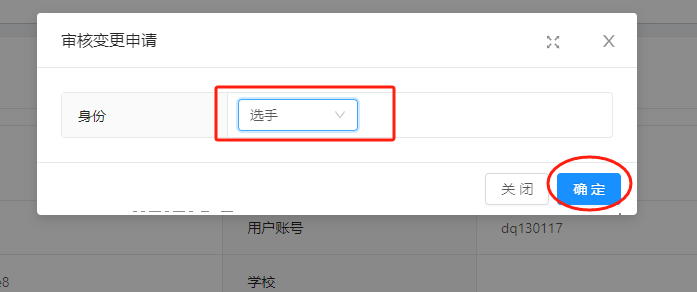 审核变更申请
身份
选手
关 闭
确 定
用户账号
dq130117
e8
学校